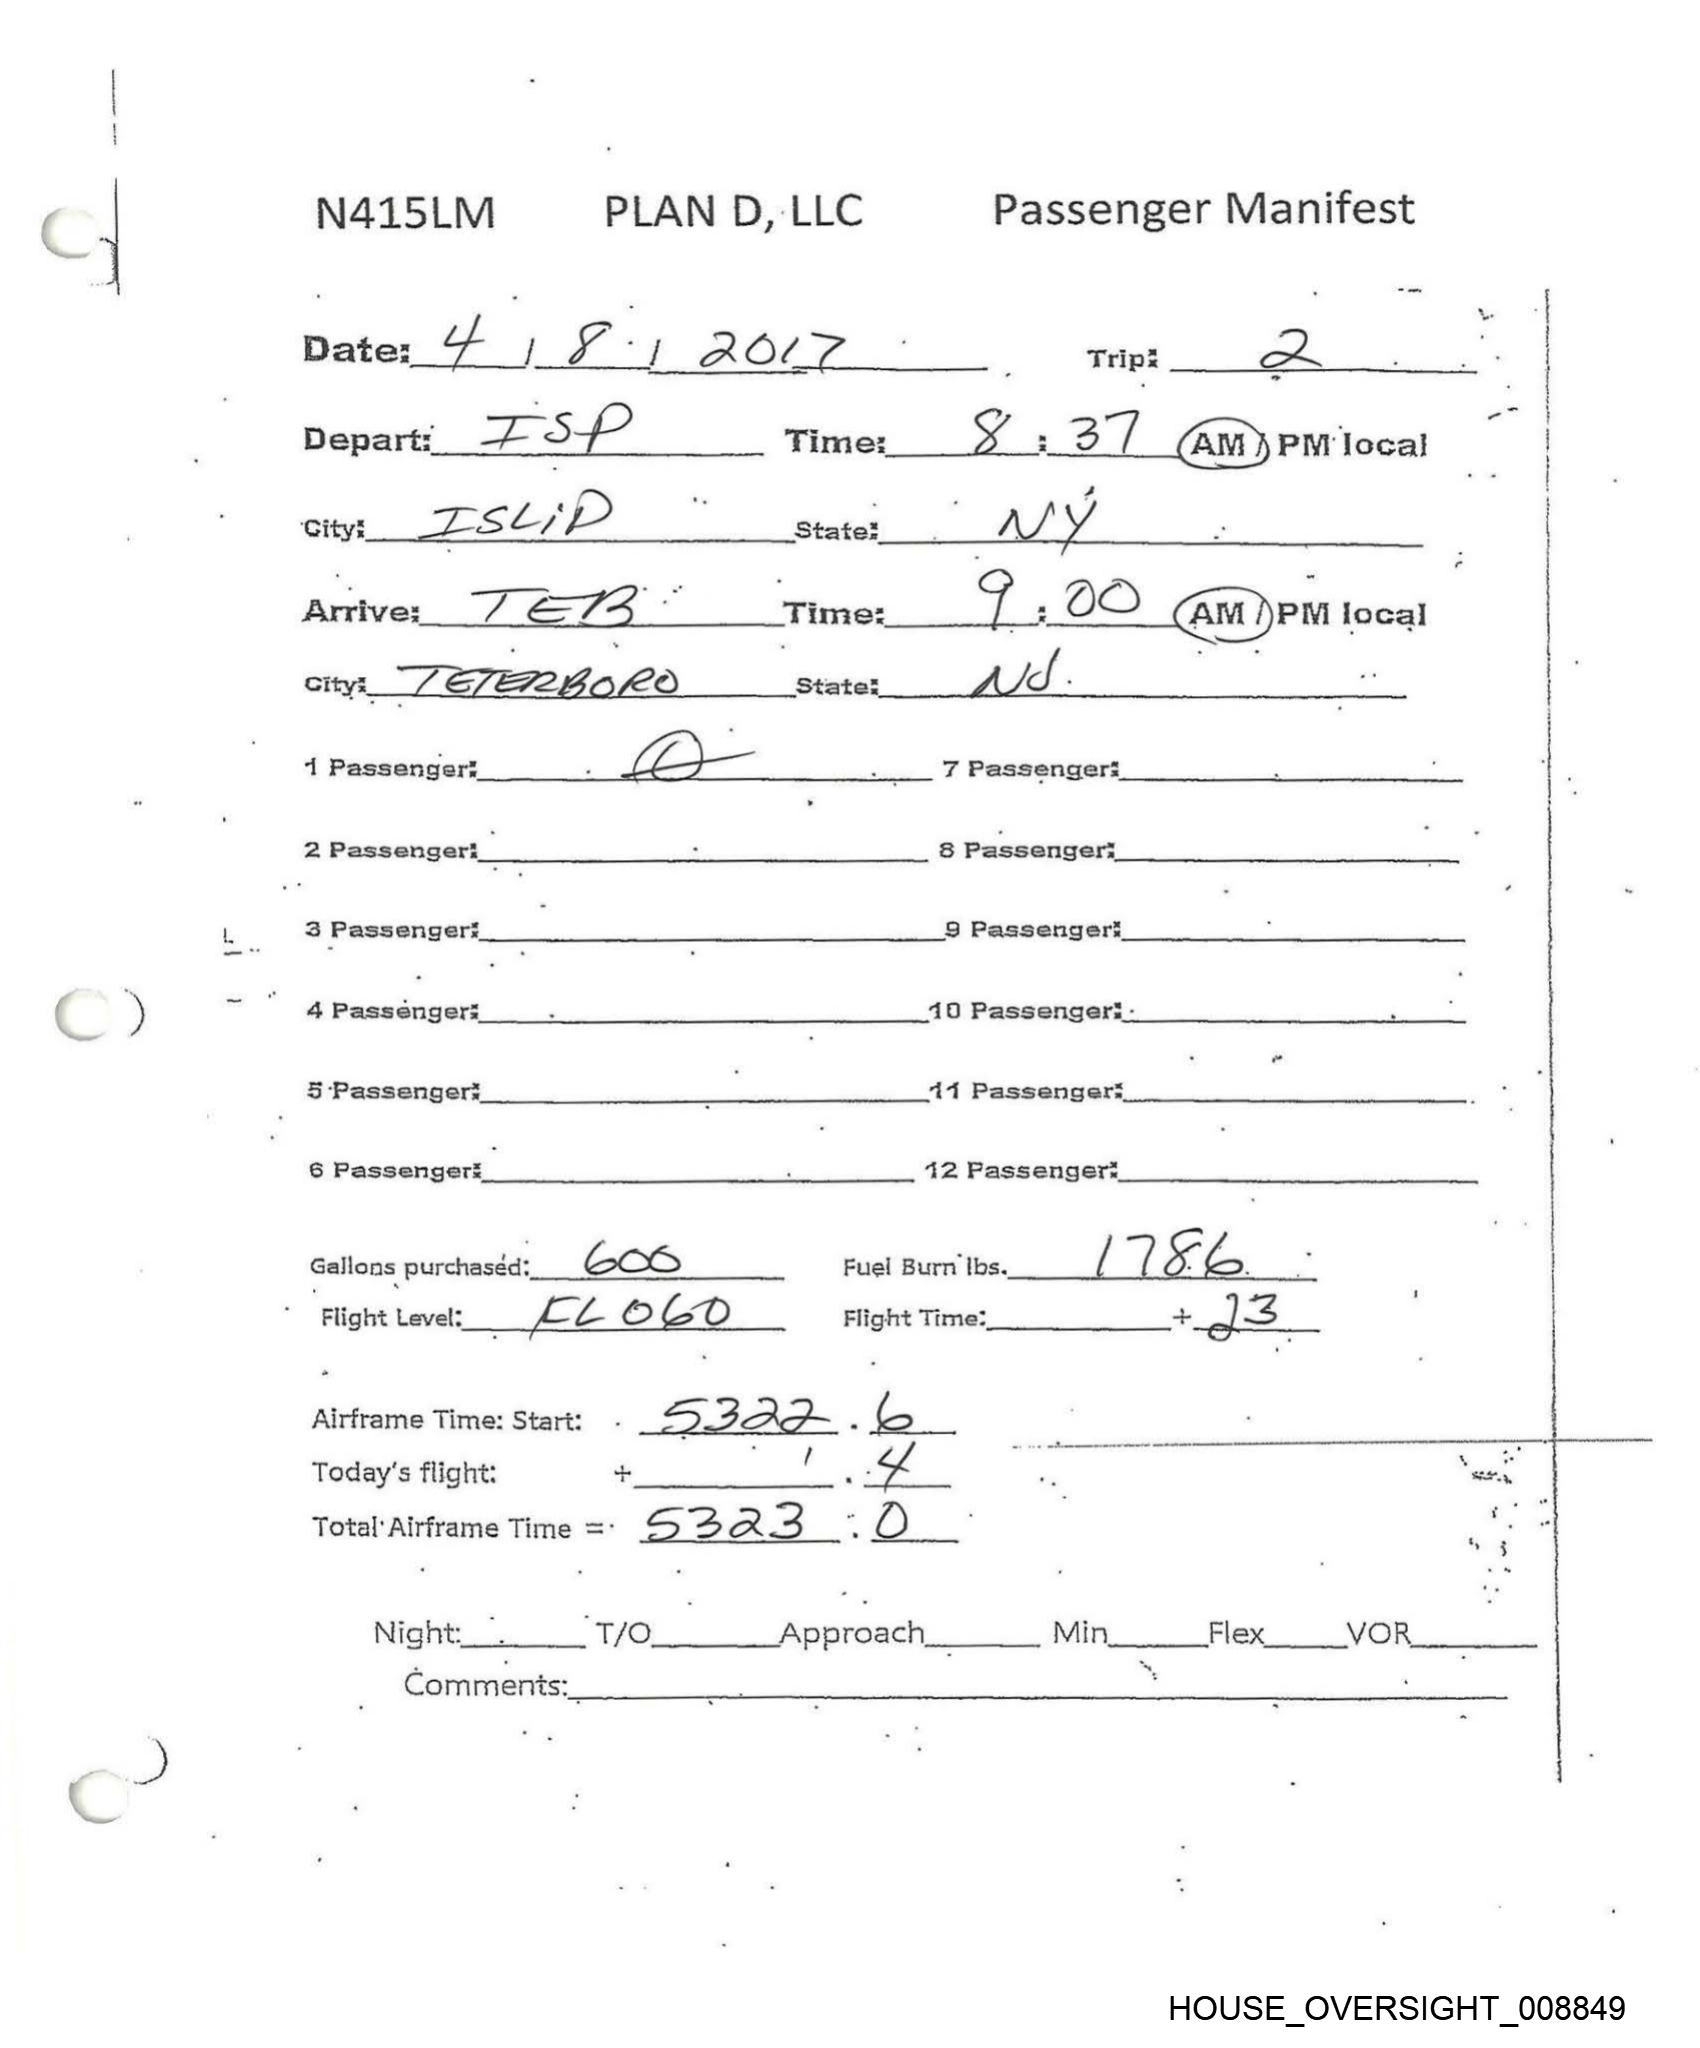 N415LM PLAN D, LLC Passenger Manifest
Date: 4 / 8 / 2017 Trip: 2
Depart: ISP Time: 8 : 37 AM / PM local
City: ISLiP State: NY
Arrive: TEB Time: 9 : 00 AM / PM local
City: TETERBORO State: NJ.
1 Passenger: 0 7 Passenger:
2 Passenger: 8 Passenger:
3 Passenger: 9 Passenger:
4 Passenger: 10 Passenger:
5 Passenger: 11 Passenger:
6 Passenger: 12 Passenger:
Gallons purchased: 600 Fuel Burn lbs. 1786
Flight Level: FL060 Flight Time: + 23
Airframe Time: Start: 5322 . 6
Today's flight: + . 4
Total Airframe Time = 5323 . 0
Night: T/O Approach Min Flex VOR
Comments:
HOUSE_OVERSIGHT_008849